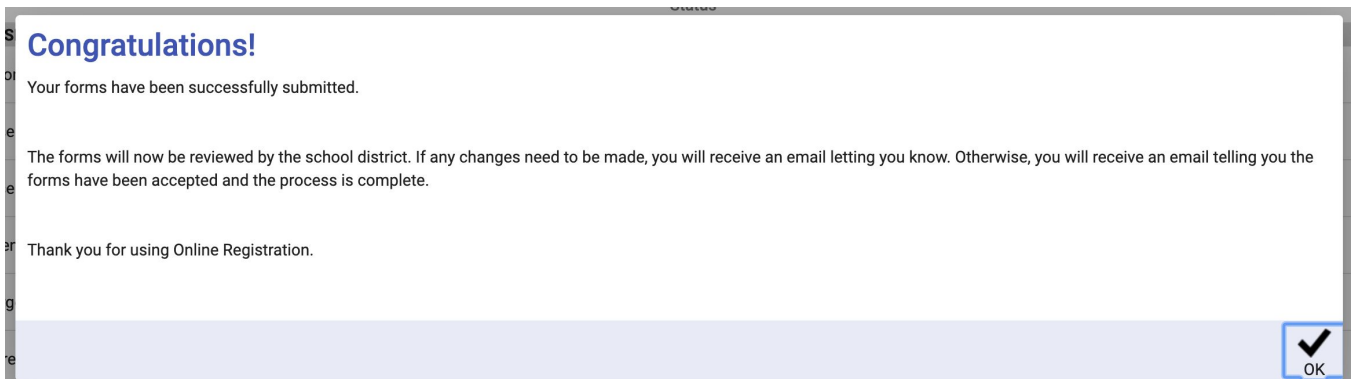 Congratulations!
Your forms have been successfully submitted.
The forms will now be reviewed by the school district. If any changes need to be made, you will receive an email letting you know. Otherwise, you will receive an email telling you the
forms have been accepted and the process is complete.
Thank you for using Online Registration.
OK